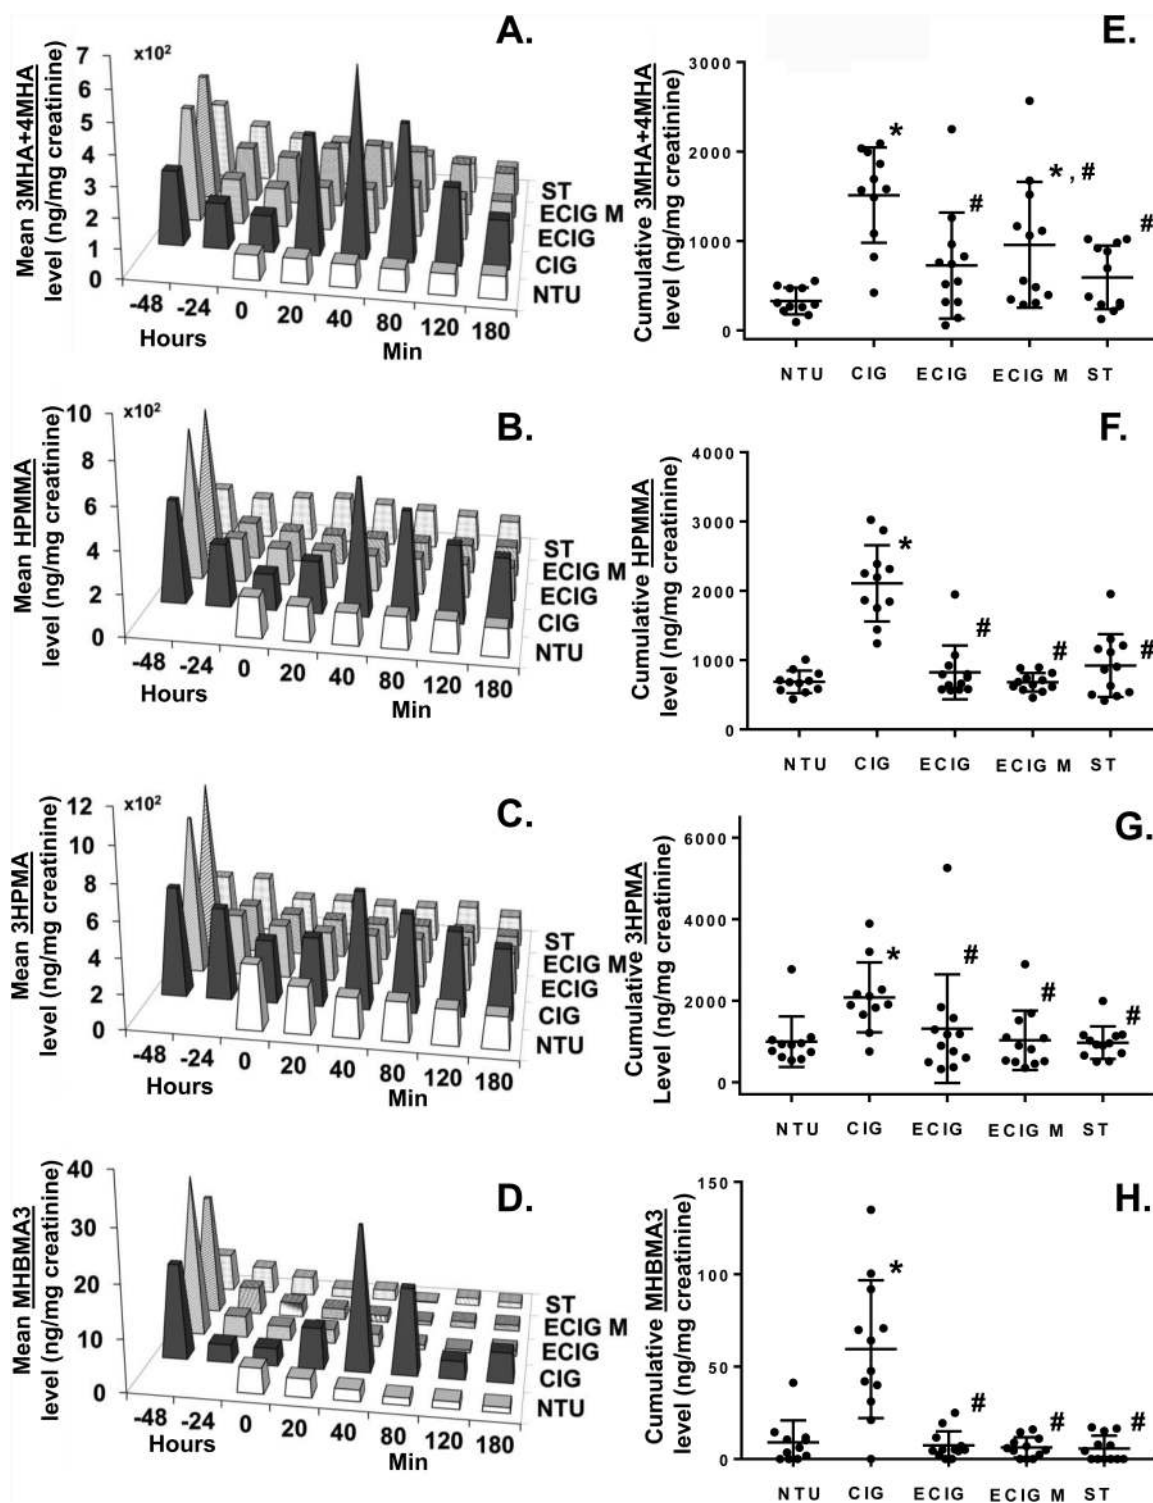 A.
Mean 3MHA+4MHA
level (ng/mg creatinine)
x10²
7
6
5
4
3
2
1
0
-48
-24
0
20
40
80
120
180
Hours
Min
ST
ECIG M
ECIG
CIG
NTU
E.
Cumulative 3MHA+4MHA
level (ng/mg creatinine)
3000
2000
1000
0
*
#
*, #
#
NTU
CIG
ECIG
ECIG M
ST
B.
Mean HPMMA
level (ng/mg creatinine)
x10²
10
8
6
4
2
0
-48
-24
0
20
40
80
120
180
Hours
Min
ST
ECIG M
ECIG
CIG
NTU
F.
Cumulative HPMMA
level (ng/mg creatinine)
4000
3000
2000
1000
0
*
#
#
#
NTU
CIG
ECIG
ECIG M
ST
C.
Mean 3HPMA
level (ng/mg creatinine)
x10²
12
10
8
6
4
2
0
-48
-24
0
20
40
80
120
180
Hours
Min
ST
ECIG M
ECIG
CIG
NTU
G.
Cumulative 3HPMA
Level (ng/mg creatinine)
6000
4000
2000
0
*
#
#
#
NTU
CIG
ECIG
ECIG M
ST
D.
Mean MHBMA3
level (ng/mg creatinine)
40
30
20
10
0
-48
-24
0
20
40
80
120
180
Hours
Min
ST
ECIG M
ECIG
CIG
NTU
H.
Cumulative MHBMA3
level (ng/mg creatinine)
150
100
50
0
*
#
#
#
NTU
CIG
ECIG
ECIG M
ST